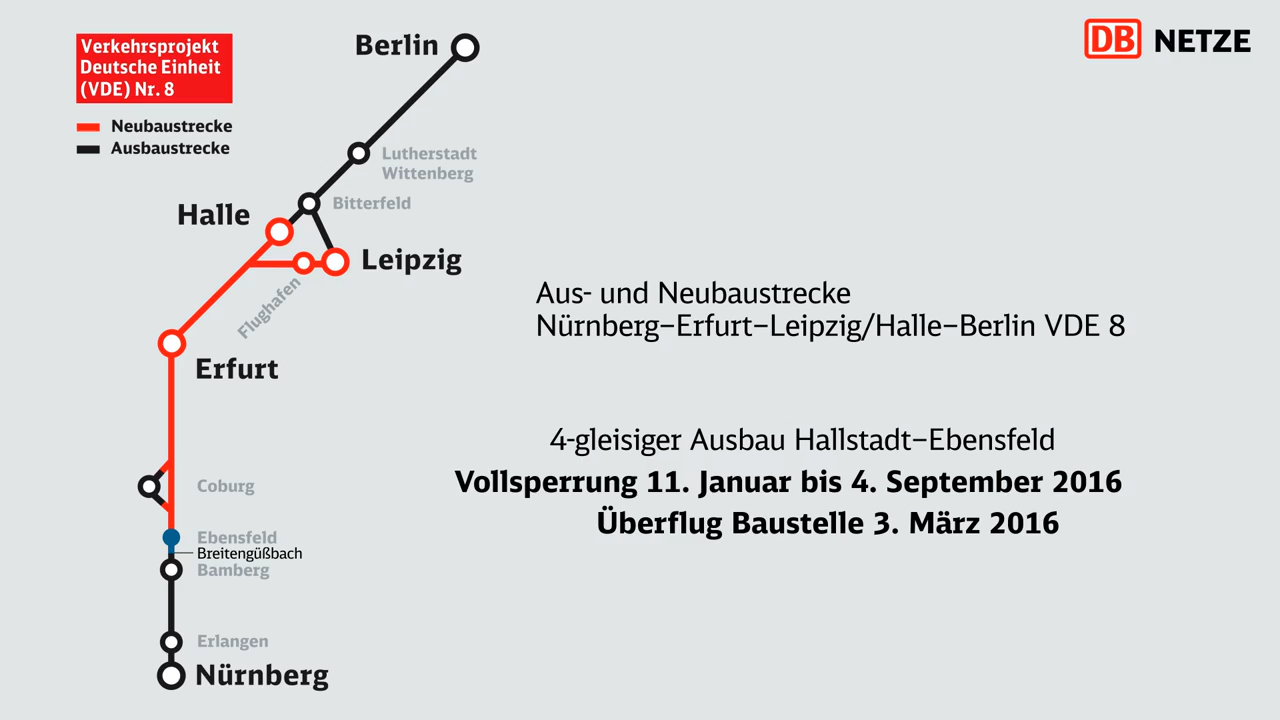 Verkehrsprojekt
Deutsche Einheit
(VDE) Nr. 8
Neubaustrecke
Ausbaustrecke
DB NETZE
Berlin
Lutherstadt
Wittenberg
Bitterfeld
Halle
Leipzig
Flughafen
Erfurt
Coburg
Ebensfeld
Breitengüßbach
Bamberg
Erlangen
Nürnberg
Aus- und Neubaustrecke
Nürnberg–Erfurt–Leipzig/Halle–Berlin VDE 8
4-gleisiger Ausbau Hallstadt–Ebensfeld
Vollsperrung 11. Januar bis 4. September 2016
Überflug Baustelle 3. März 2016